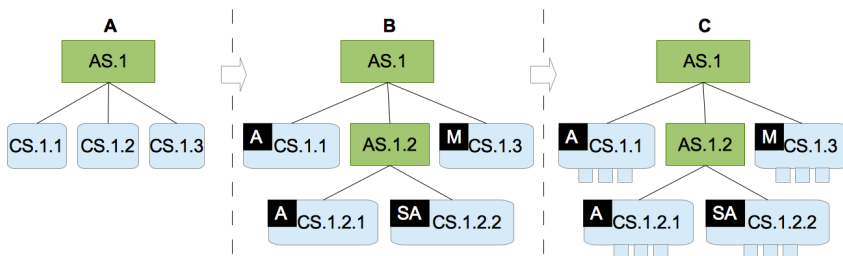 A
B
C
AS.1
AS.1
AS.1
CS.1.1
CS.1.2
CS.1.3
A
CS.1.1
AS.1.2
M
CS.1.3
A
CS.1.1
AS.1.2
M
CS.1.3
A
CS.1.2.1
SA
CS.1.2.2
A
CS.1.2.1
SA
CS.1.2.2